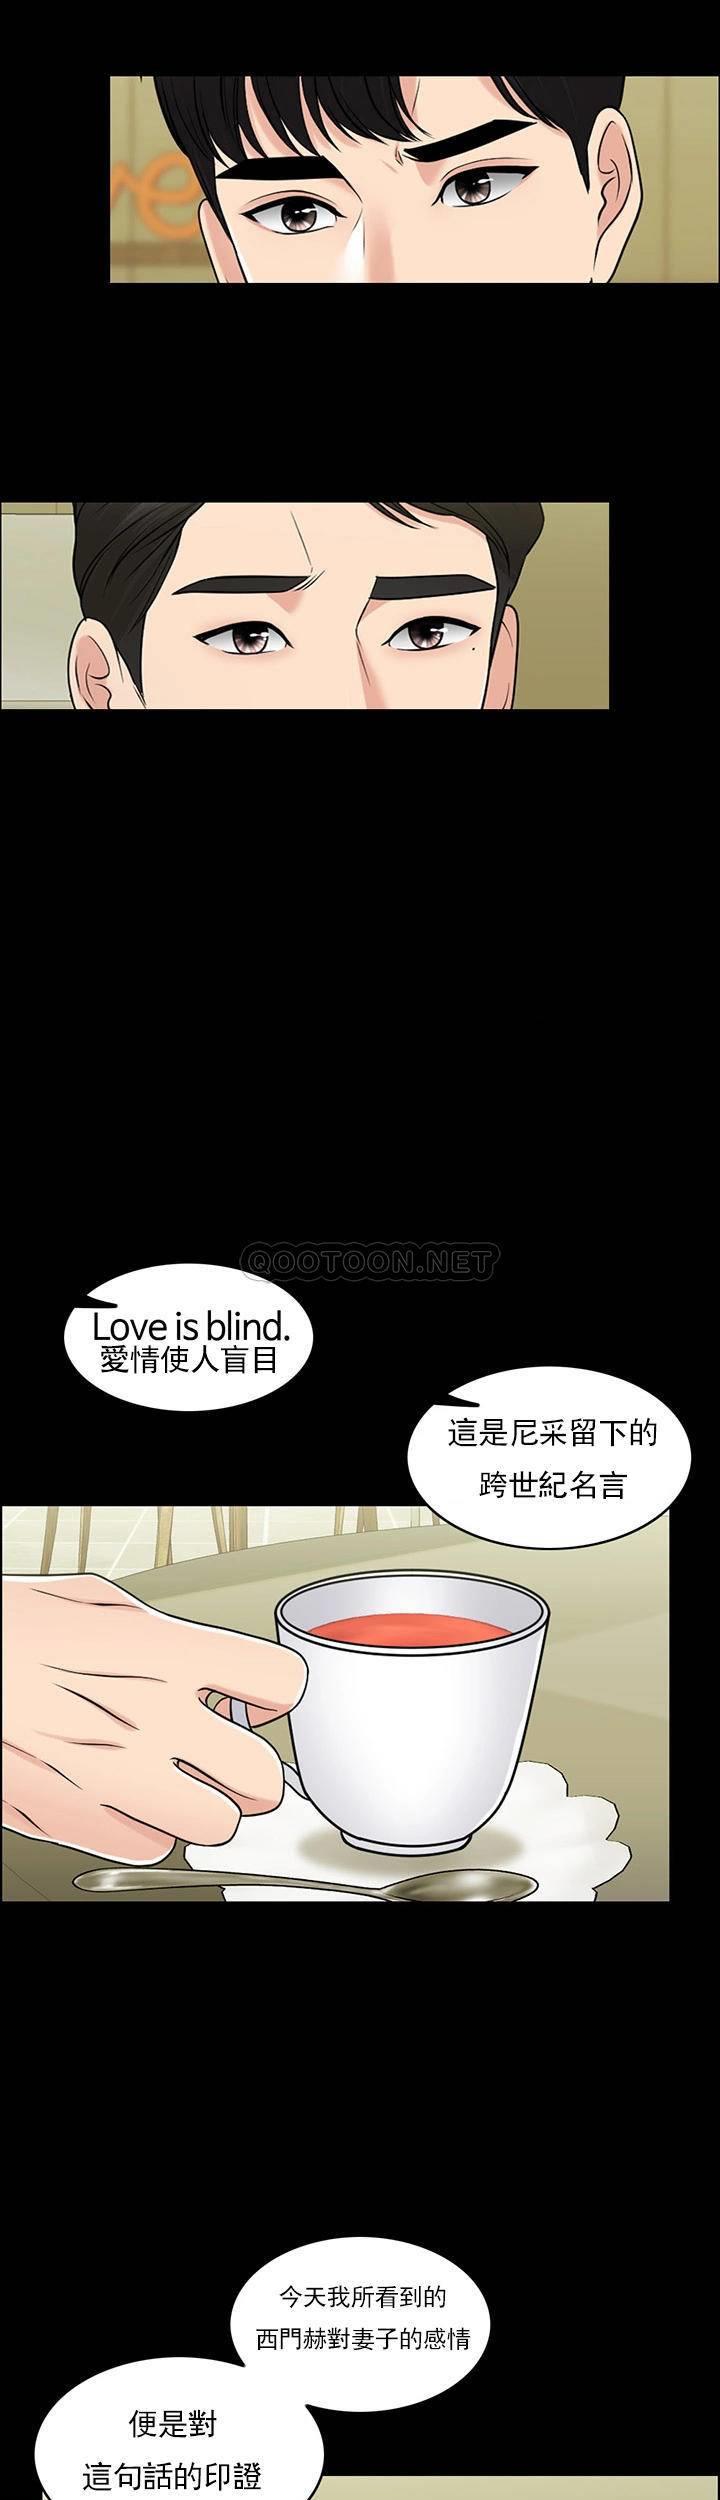 ve
QOOTOON.NET
Love is blind.
愛情使人盲目
這是尼采留下的
跨世紀名言
今天我所看到的
西門赫對妻子的感情
便是對
這句話的印證